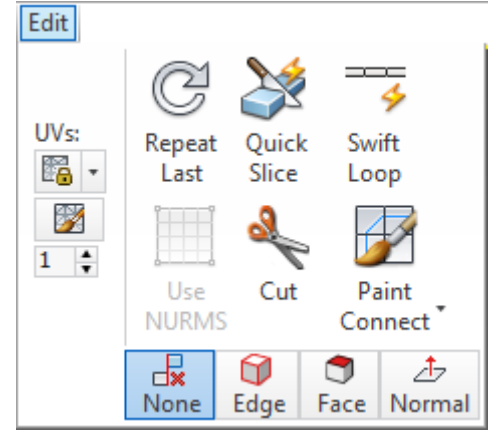 Edit
UVs:
1
Repeat
Last
Quick
Slice
Swift
Loop
Use
NURMS
Cut
Paint
Connect
None
Edge
Face
Normal